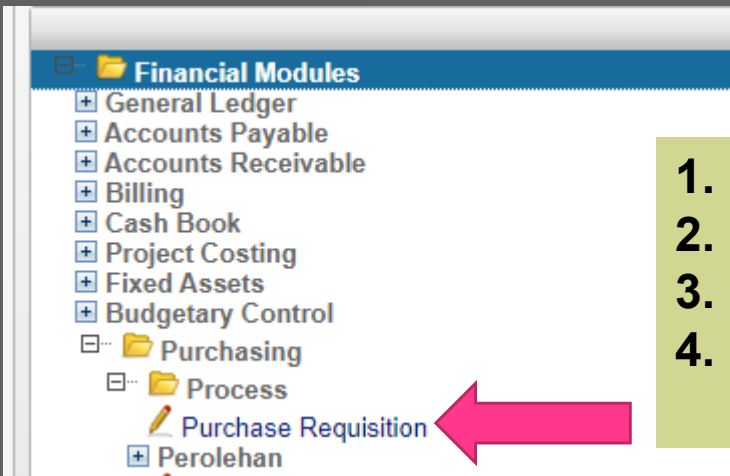 Financial Modules
General Ledger
Accounts Payable
Accounts Receivable
Billing
Cash Book
Project Costing
Fixed Assets
Budgetary Control
Purchasing
Process
Purchase Requisition
Perolehan
1.
2.
3.
4.